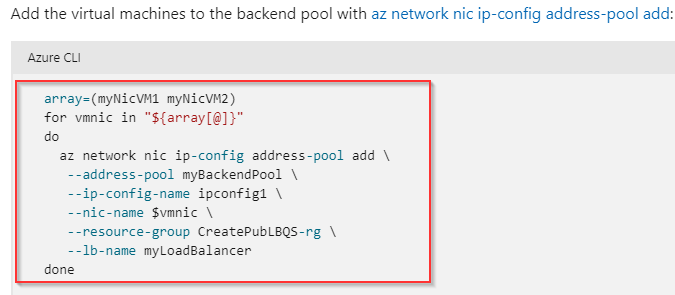 Add the virtual machines to the backend pool with az network nic ip-config address-pool add:
Azure CLI
array=(myNicVM1 myNicVM2)
for vmnic in "${array[@]}"
do
az network nic ip-config address-pool add \
--address-pool myBackendPool \
--ip-config-name ipconfig1 \
--nic-name $vmnic \
--resource-group CreatePubLBQS-rg \
--lb-name myLoadBalancer
done